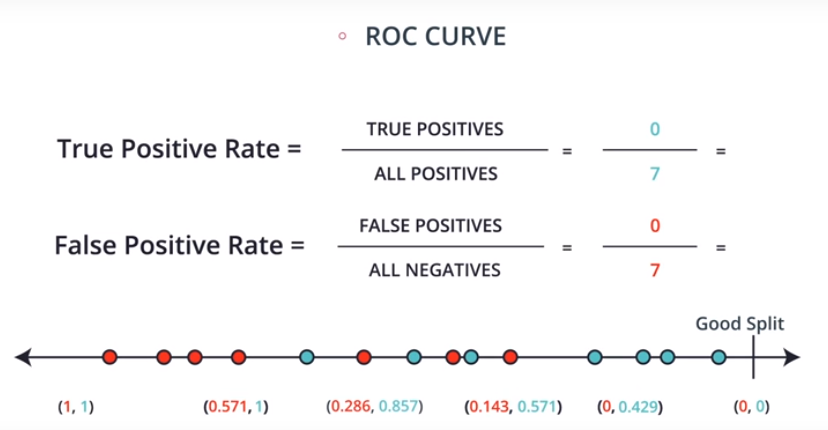 ROC CURVE
True Positive Rate = TRUE POSITIVES / ALL POSITIVES = 0 / 7 =
False Positive Rate = FALSE POSITIVES / ALL NEGATIVES = 0 / 7 =
Good Split
(1, 1) (0.571, 1) (0.286, 0.857) (0.143, 0.571) (0, 0.429) (0, 0)